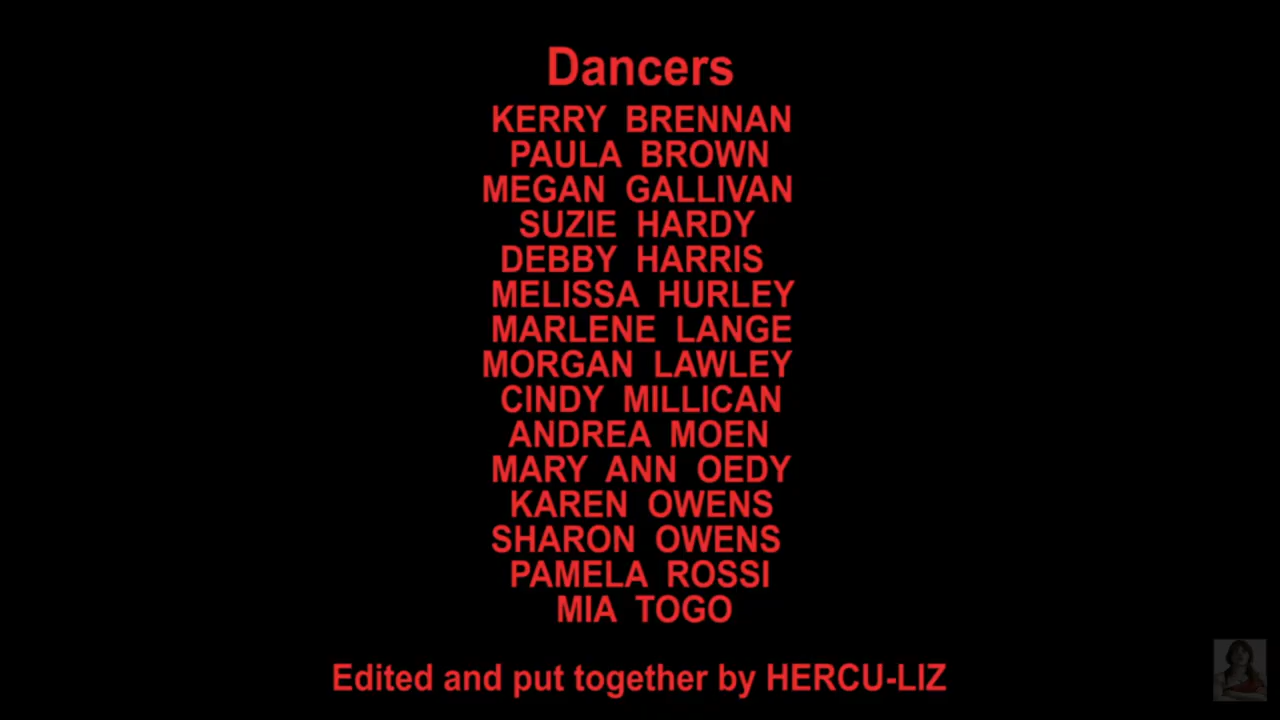 Dancers
KERRY BRENNAN
PAULA BROWN
MEGAN GALLIVAN
SUZIE HARDY
DEBBY HARRIS
MELISSA HURLEY
MARLENE LANGE
MORGAN LAWLEY
CINDY MILLICAN
ANDREA MOEN
MARY ANN OEDY
KAREN OWENS
SHARON OWENS
PAMELA ROSSI
MIA TOGO
Edited and put together by HERCU-LIZ